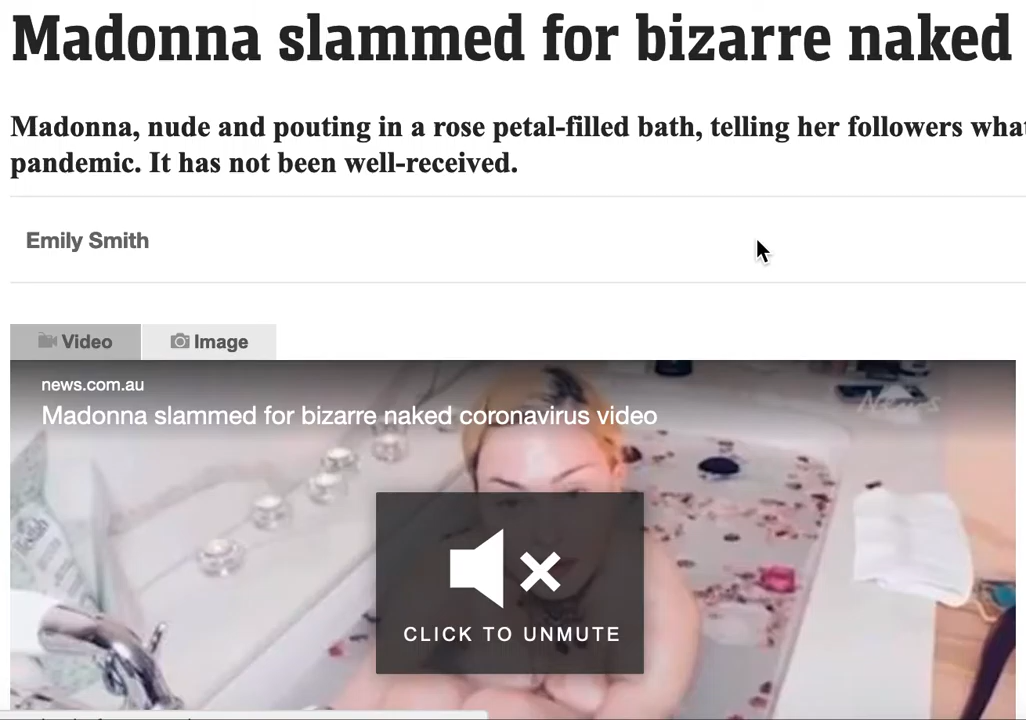 Madonna slammed for bizarre naked
Madonna, nude and pouting in a rose petal-filled bath, telling her followers what
pandemic. It has not been well-received.
Emily Smith
Video
Image
news.com.au
Madonna slammed for bizarre naked coronavirus video
News
CLICK TO UNMUTE